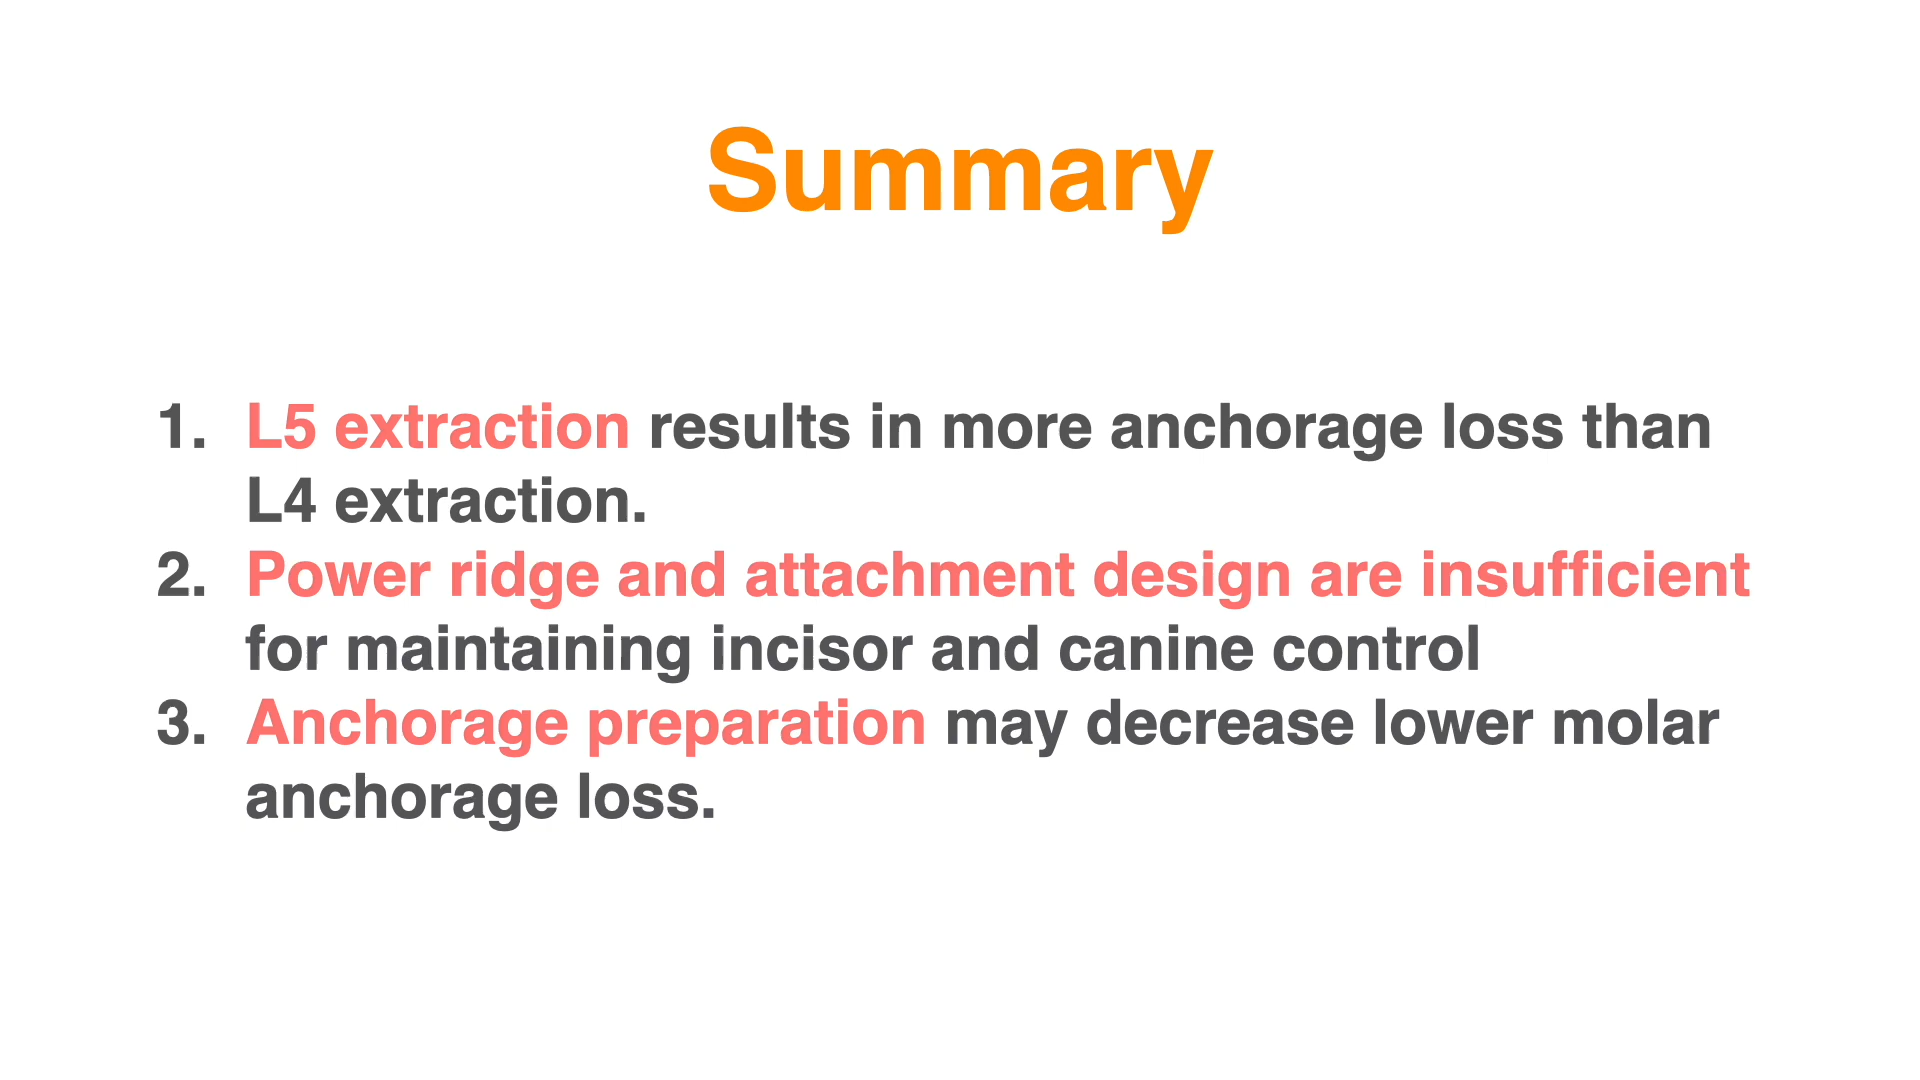 Summary
1. L5 extraction results in more anchorage loss than
L4 extraction.
2. Power ridge and attachment design are insufficient
for maintaining incisor and canine control
3. Anchorage preparation may decrease lower molar
anchorage loss.